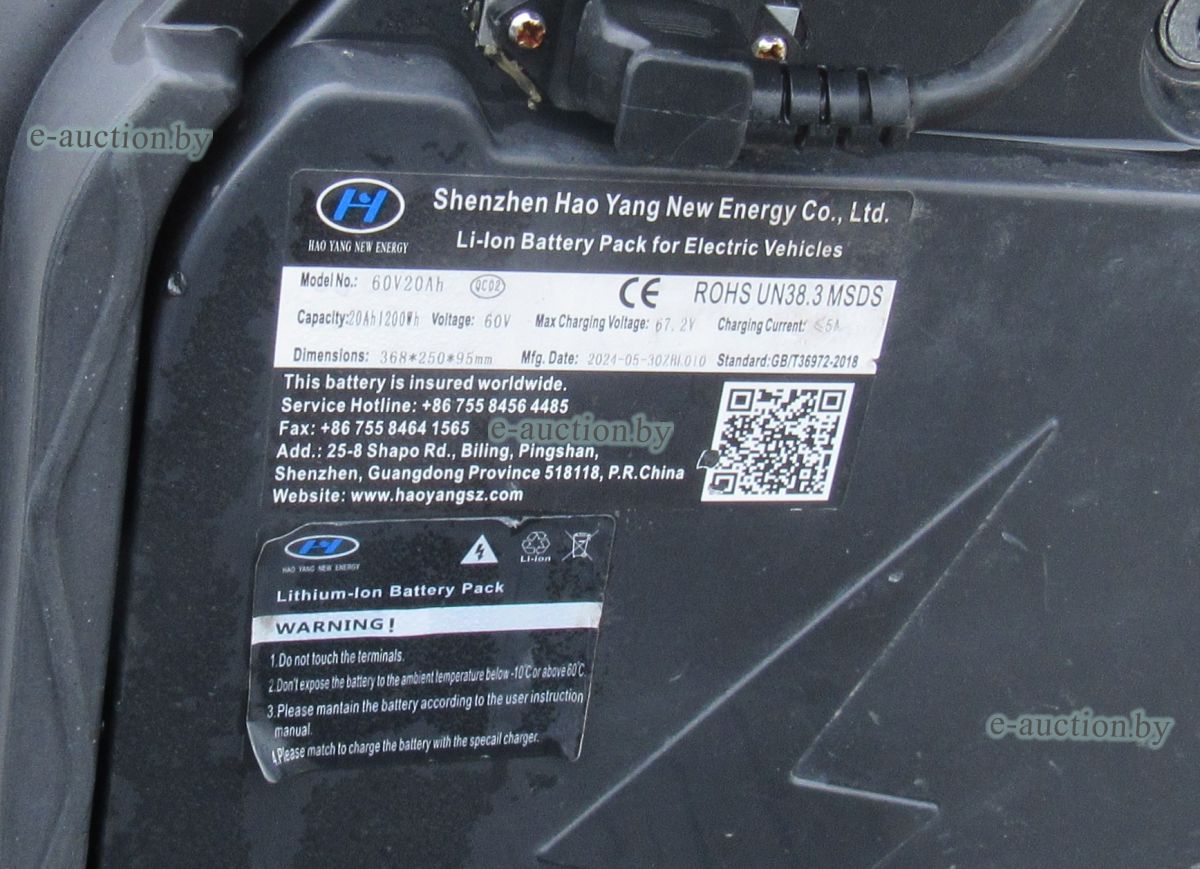 e-auction.by
Shenzhen Hao Yang New Energy Co., Ltd.
HAO YANG NEW ENERGY
Li-Ion Battery Pack for Electric Vehicles
Model No.: 60V20Ah QC02 CE ROHS UN38.3 MSDS
Capacity:20Ah1200Wh Voltage: 60V Max Charging Voltage: 67.2V Charging Current: ≤5A
Dimensions: 368*250*95mm Mfg. Date: Standard:GB/T36972-2018
This battery is insured worldwide.
Service Hotline: +86 755 8456 4485
Fax: +86 755 8464 1565
e-auction.by
Add.: 25-8 Shapo Rd., Biling, Pingshan,
Shenzhen, Guangdong Province 518118, P.R.China
Website: www.haoyangsz.com
HAO YANG NEW ENERGY
Li-ion
Lithium-Ion Battery Pack
WARNING!
1.Do not touch the terminals.
2.Don't expose the battery to the ambient temperature below -10℃ or above 60℃.
3.Please mantain the battery according to the user instruction
manual.
4.Please match to charge the battery with the specail charger.
e-auction.by